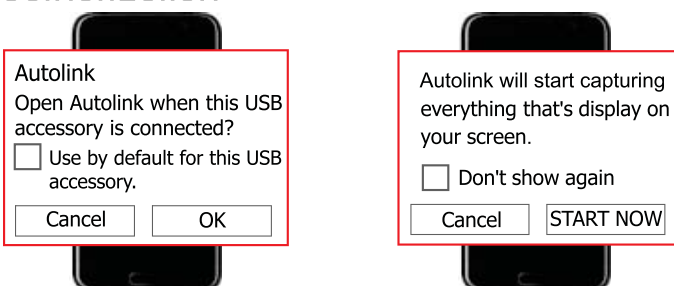 Autolink
Open Autolink when this USB
accessory is connected?
Use by default for this USB
accessory.
Cancel
OK
Autolink will start capturing
everything that's display on
your screen.
Don't show again
Cancel
START NOW